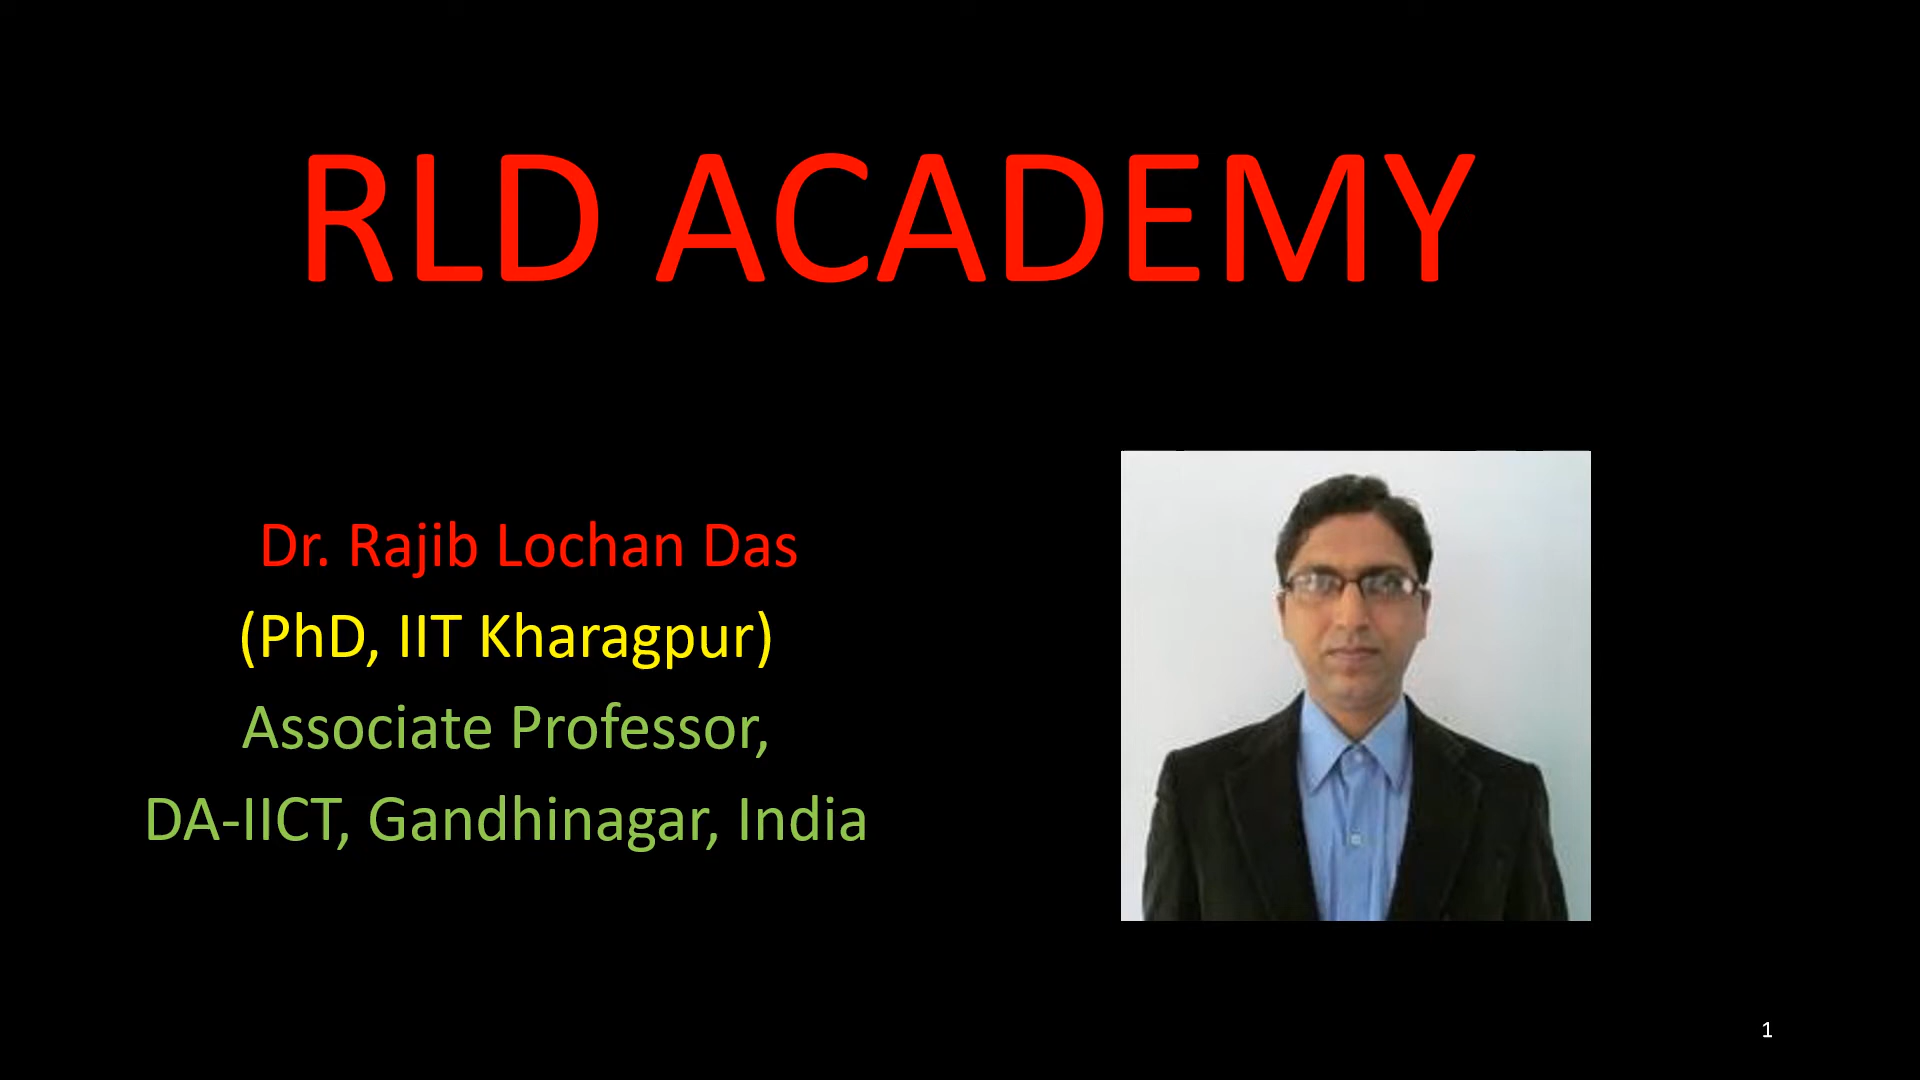 RLD ACADEMY
Dr. Rajib Lochan Das
(PhD, IIT Kharagpur)
Associate Professor,
DA-IICT, Gandhinagar, India
1